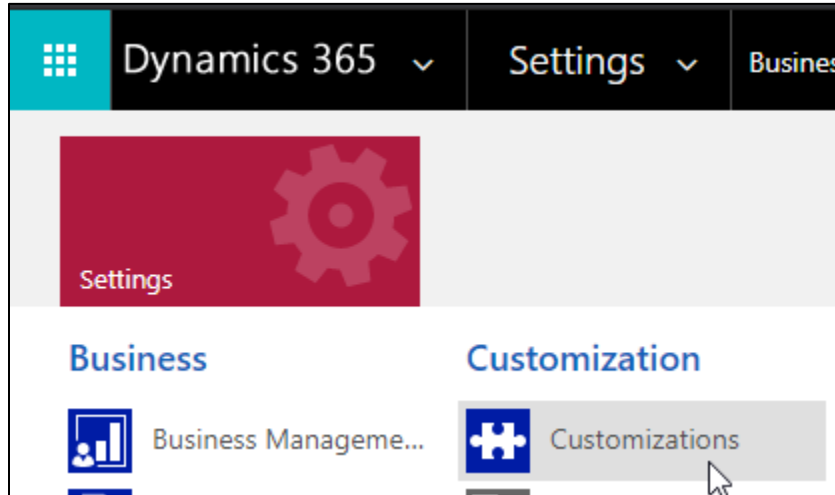 Dynamics 365 Settings
Settings
Business Customization
Business Manageme... Customizations